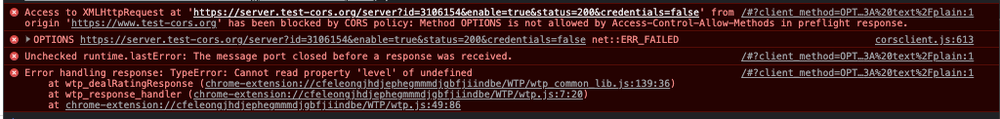 Access to XMLHttpRequest at 'https://server.test-cors.org/server?id=3106154&enable=true&status=200&credentials=false' from /#?client_method=OPT…3A%20text%2Fplain:1
origin 'https://www.test-cors.org' has been blocked by CORS policy: Method OPTIONS is not allowed by Access-Control-Allow-Methods in preflight response.
OPTIONS https://server.test-cors.org/server?id=3106154&enable=true&status=200&credentials=false net::ERR_FAILED corsclient.js:613
Unchecked runtime.lastError: The message port closed before a response was received. /#?client_method=OPT…3A%20text%2Fplain:1
Error handling response: TypeError: Cannot read property 'level' of undefined /#?client_method=OPT…3A%20text%2Fplain:1
at wtp_dealRatingResponse (chrome-extension://cfeleongjhdjephegmmmdjgbfjiindbe/WTP/wtp_common_lib.js:139:36)
at wtp_response_handler (chrome-extension://cfeleongjhdjephegmmmdjgbfjiindbe/WTP/wtp.js:7:20)
at chrome-extension://cfeleongjhdjephegmmmdjgbfjiindbe/WTP/wtp.js:49:86